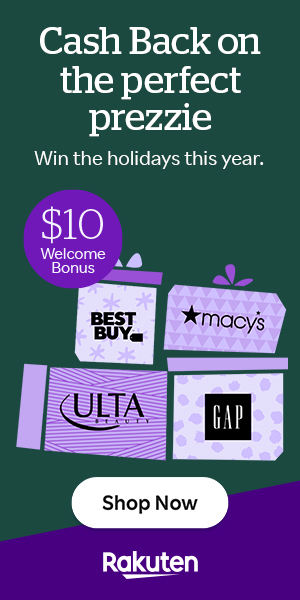 Cash Back on
the perfect
prezzie
Win the holidays this year.
$10
Welcome
Bonus
BEST
BUY
macy's
ULTA
BEAUTY
GAP
Shop Now
Rakuten